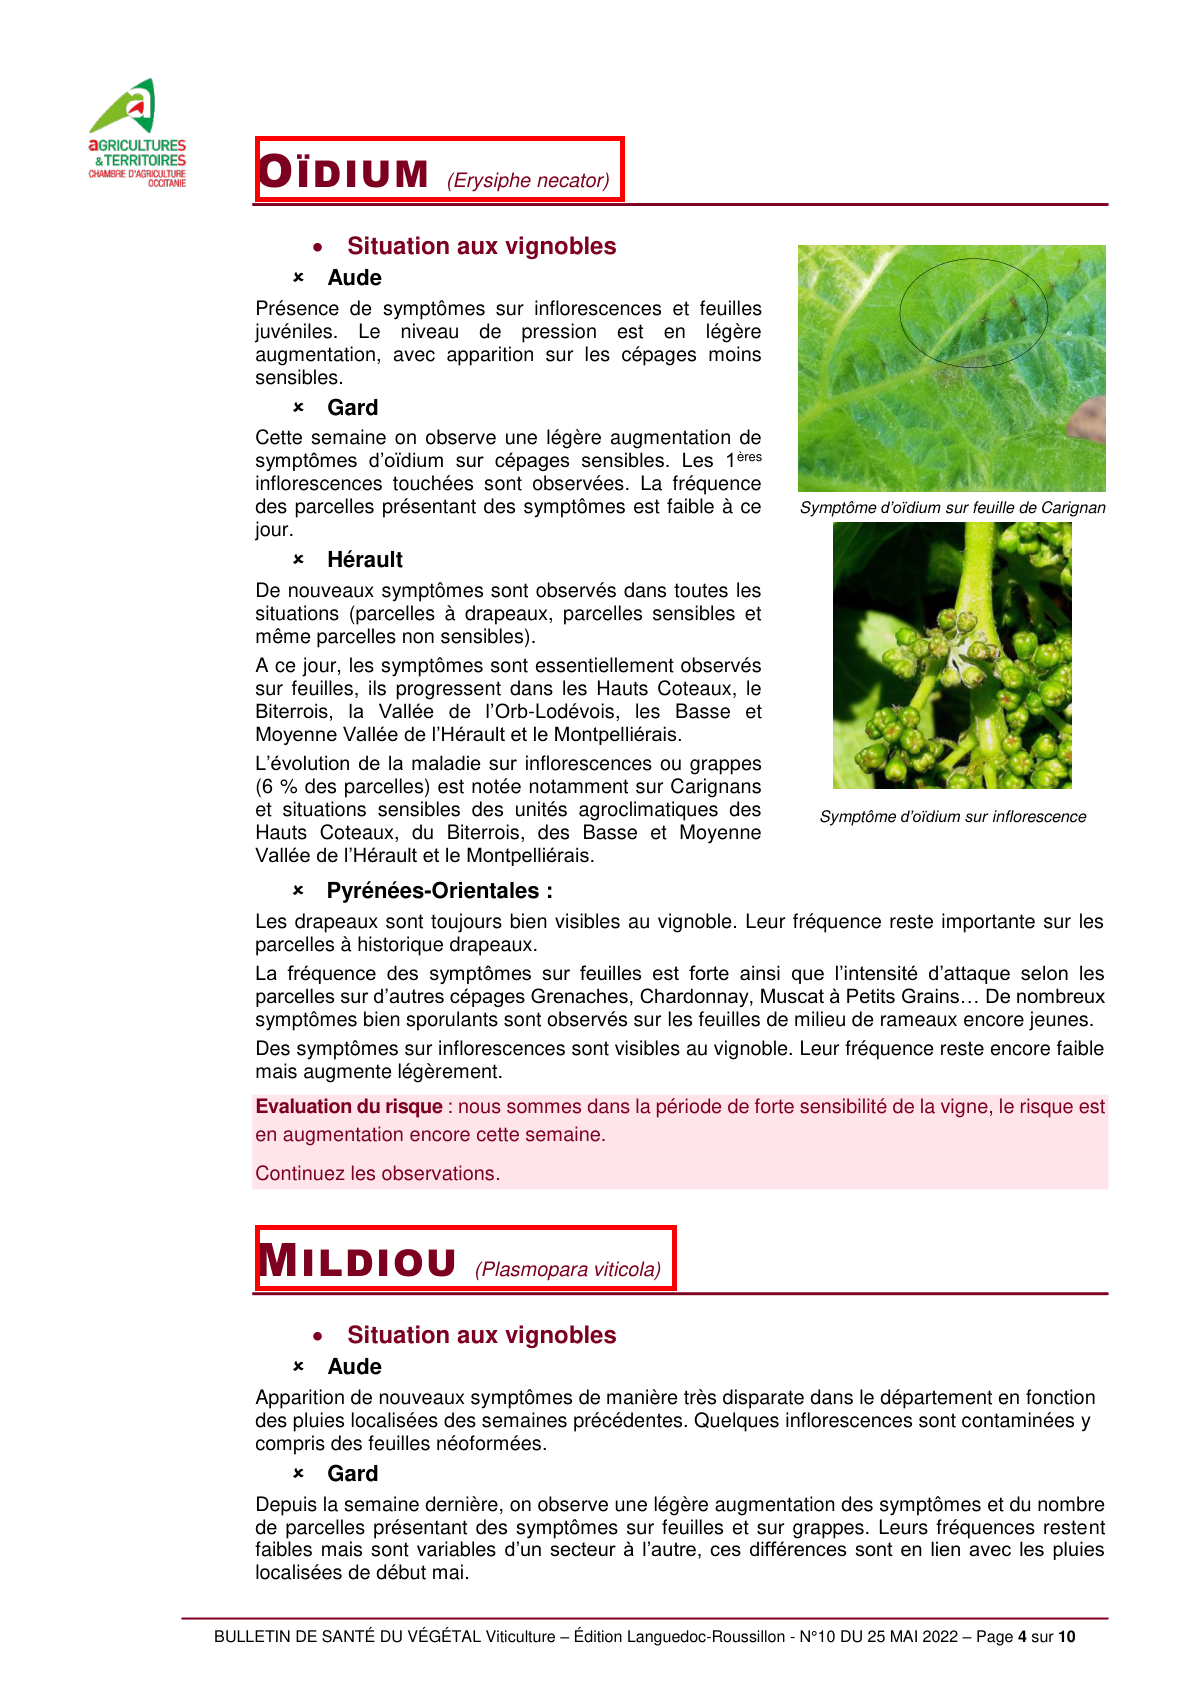 aGRICULTURES
& TERRITOIRES
CHAMBRE D'AGRICULTURE
OCCITANIE
OÏDIUM (Erysiphe necator)
• Situation aux vignobles
× Aude
Présence de symptômes sur inflorescences et feuilles
juvéniles. Le niveau de pression est en légère
augmentation, avec apparition sur les cépages moins
sensibles.
× Gard
Cette semaine on observe une légère augmentation de
symptômes d’oïdium sur cépages sensibles. Les 1ères
inflorescences touchées sont observées. La fréquence
des parcelles présentant des symptômes est faible à ce
jour.
× Hérault
De nouveaux symptômes sont observés dans toutes les
situations (parcelles à drapeaux, parcelles sensibles et
même parcelles non sensibles).
A ce jour, les symptômes sont essentiellement observés
sur feuilles, ils progressent dans les Hauts Coteaux, le
Biterrois, la Vallée de l’Orb-Lodévois, les Basse et
Moyenne Vallée de l’Hérault et le Montpelliérais.
L’évolution de la maladie sur inflorescences ou grappes
(6 % des parcelles) est notée notamment sur Carignans
et situations sensibles des unités agroclimatiques des
Hauts Coteaux, du Biterrois, des Basse et Moyenne
Vallée de l’Hérault et le Montpelliérais.
Symptôme d’oïdium sur feuille de Carignan
Symptôme d’oïdium sur inflorescence
× Pyrénées-Orientales :
Les drapeaux sont toujours bien visibles au vignoble. Leur fréquence reste importante sur les
parcelles à historique drapeaux.
La fréquence des symptômes sur feuilles est forte ainsi que l’intensité d’attaque selon les
parcelles sur d’autres cépages Grenaches, Chardonnay, Muscat à Petits Grains… De nombreux
symptômes bien sporulants sont observés sur les feuilles de milieu de rameaux encore jeunes.
Des symptômes sur inflorescences sont visibles au vignoble. Leur fréquence reste encore faible
mais augmente légèrement.
Evaluation du risque : nous sommes dans la période de forte sensibilité de la vigne, le risque est
en augmentation encore cette semaine.
Continuez les observations.
MILDIOU (Plasmopara viticola)
• Situation aux vignobles
× Aude
Apparition de nouveaux symptômes de manière très disparate dans le département en fonction
des pluies localisées des semaines précédentes. Quelques inflorescences sont contaminées y
compris des feuilles néoformées.
× Gard
Depuis la semaine dernière, on observe une légère augmentation des symptômes et du nombre
de parcelles présentant des symptômes sur feuilles et sur grappes. Leurs fréquences restent
faibles mais sont variables d’un secteur à l’autre, ces différences sont en lien avec les pluies
localisées de début mai.
BULLETIN DE SANTÉ DU VÉGÉTAL Viticulture – Édition Languedoc-Roussillon - N°10 DU 25 MAI 2022 – Page 4 sur 10